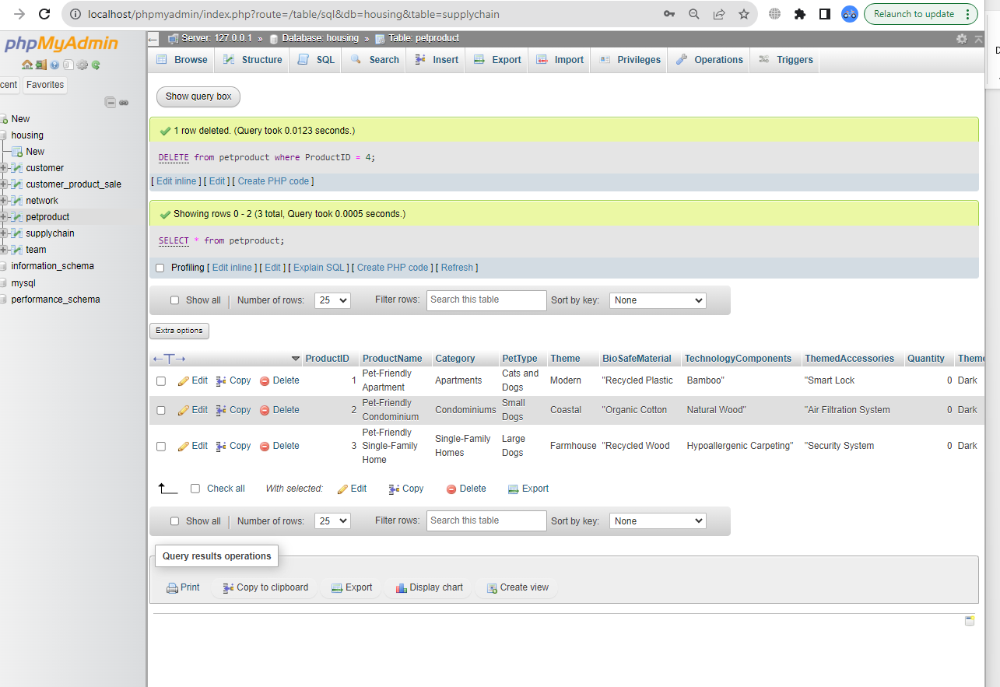 localhost/phpmyadmin/index.php?route=/table/sql&db=housing&table=supplychain
Relaunch to update
phpMyAdmin
cent Favorites
New
housing
New
customer
customer_product_sale
network
petproduct
supplychain
team
information_schema
mysql
performance_schema
Server: 127.0.0.1 » Database: housing » Table: petproduct
Browse Structure SQL Search Insert Export Import Privileges Operations Triggers
Show query box
1 row deleted. (Query took 0.0123 seconds.)
DELETE from petproduct where ProductID = 4;
[ Edit inline ] [ Edit ] [ Create PHP code ]
Showing rows 0 - 2 (3 total, Query took 0.0005 seconds.)
SELECT * from petproduct;
Profiling [ Edit inline ] [ Edit ] [ Explain SQL ] [ Create PHP code ] [ Refresh ]
Show all | Number of rows: 25 Filter rows: Search this table Sort by key: None
Extra options
←T→ ProductID ProductName Category PetType Theme BioSafeMaterial TechnologyComponents ThemedAccessories Quantity Theme
Edit Copy Delete 1 Pet-Friendly Apartment Apartments Cats and Dogs Modern "Recycled Plastic Bamboo" "Smart Lock 0 Dark
Edit Copy Delete 2 Pet-Friendly Condominium Condominiums Small Dogs Coastal "Organic Cotton Natural Wood" "Air Filtration System 0 Dark
Edit Copy Delete 3 Pet-Friendly Single-Family Home Single-Family Homes Large Dogs Farmhouse "Recycled Wood Hypoallergenic Carpeting" "Security System 0 Dark
Check all With selected: Edit Copy Delete Export
Show all | Number of rows: 25 Filter rows: Search this table Sort by key: None
Query results operations
Print Copy to clipboard Export Display chart Create view